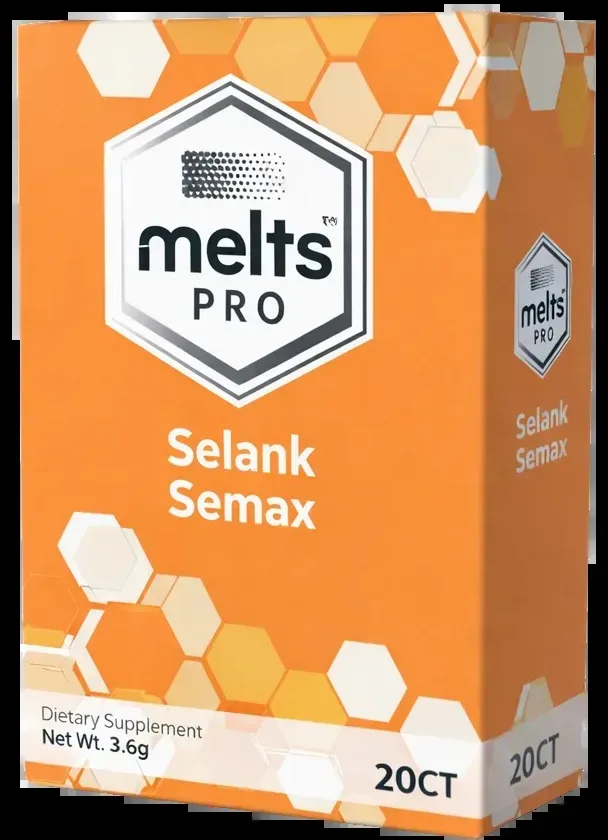 melts
PRO
Selank
Semax
Dietary Supplement
Net Wt. 3.6g
20CT
melts
PRO
Selank
Semax
20CT